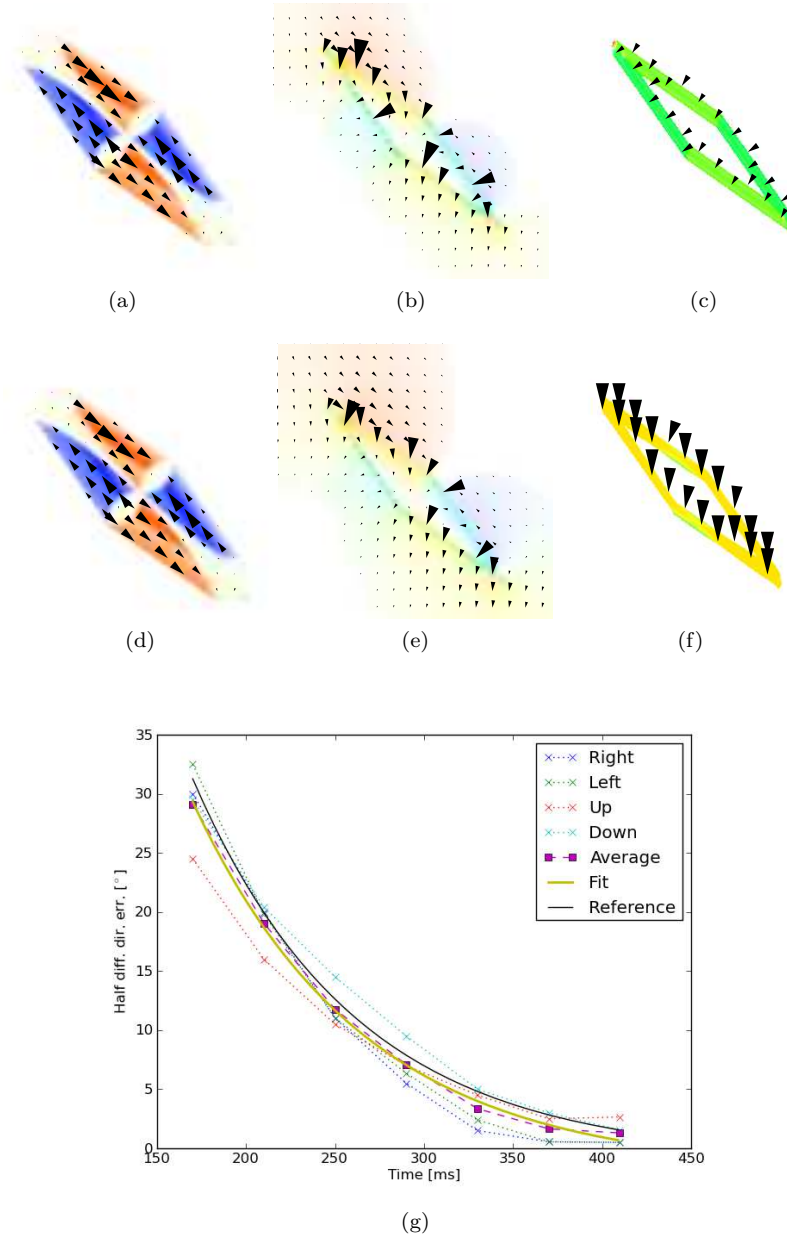 (a)
(b)
(c)
(d)
(e)
(f)
35
30
25
20
15
10
5
0
Half diff. dir. err. [°]
Right
Left
Up
Down
Average
Fit
Reference
150
200
250
300
350
400
450
Time [ms]
(g)